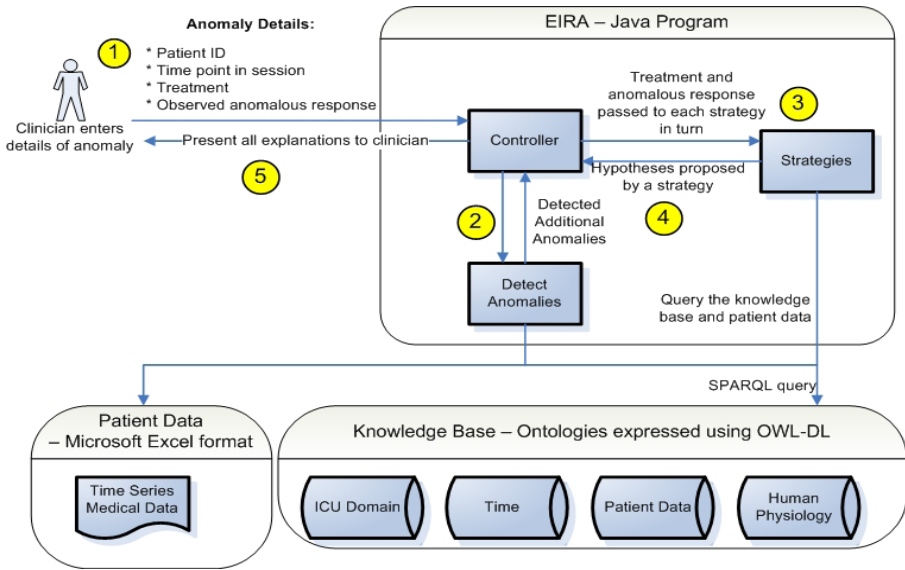 Anomaly Details:
1
* Patient ID
* Time point in session
* Treatment
* Observed anomalous response
Clinician enters
details of anomaly
Present all explanations to clinician
5
EIRA – Java Program
Controller
Treatment and
anomalous response
passed to each strategy
in turn
3
Strategies
Hypotheses proposed
by a strategy
4
2
Detected
Additional
Anomalies
Detect
Anomalies
Query the knowledge
base and patient data
SPARQL query
Patient Data
– Microsoft Excel format
Time Series
Medical Data
Knowledge Base – Ontologies expressed using OWL-DL
ICU Domain
Time
Patient Data
Human
Physiology